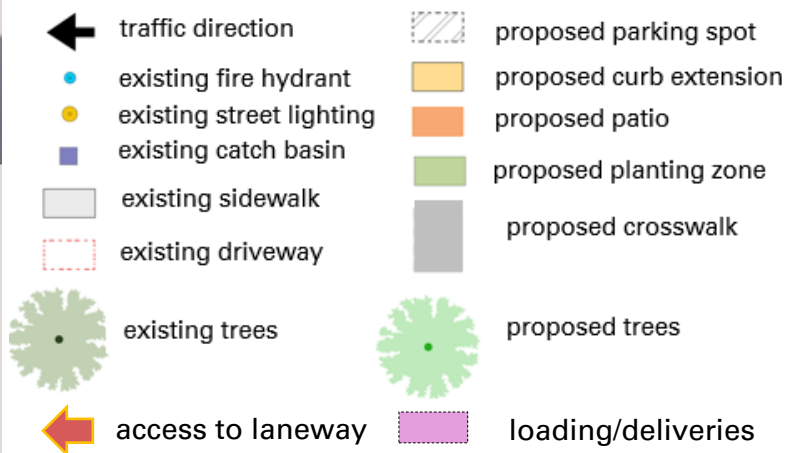 traffic direction
existing fire hydrant
existing street lighting
existing catch basin
existing sidewalk
existing driveway
existing trees
access to laneway
proposed parking spot
proposed curb extension
proposed patio
proposed planting zone
proposed crosswalk
proposed trees
loading/deliveries